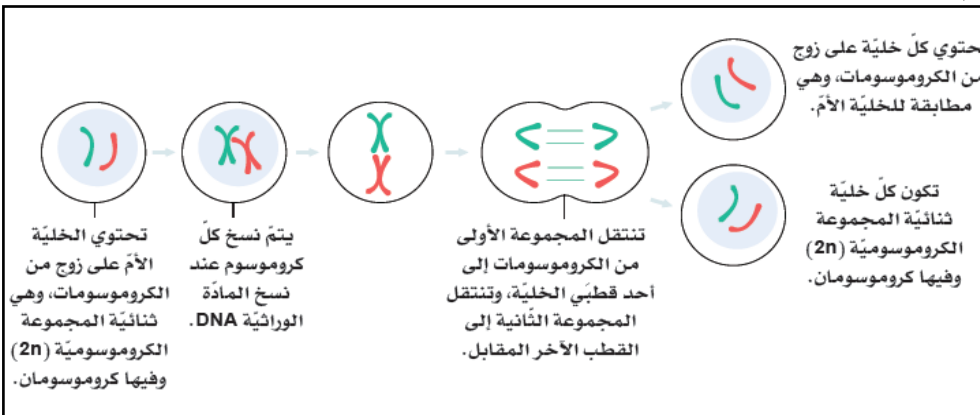 تحتوي الخليّة
الأمّ على زوج من
الكروموسومات، وهي
ثنائيّة المجموعة
الكروموسوميّة (2n)
وفيها كروموسومان.
يتمّ نسخ كلّ
كروموسوم عند
نسخ المادّة
الوراثيّة DNA.
تنتقل المجموعة الأولى
من الكروموسومات إلى
أحد قطبَي الخليّة، وتنتقل
المجموعة الثّانية إلى
القطب الآخر المقابل.
حتوي كلّ خليّة على زوج
من الكروموسومات، وهي
مطابقة للخليّة الأمّ.
تكون كلّ خليّة
ثنائيّة المجموعة
الكروموسوميّة (2n)
وفيها كروموسومان.